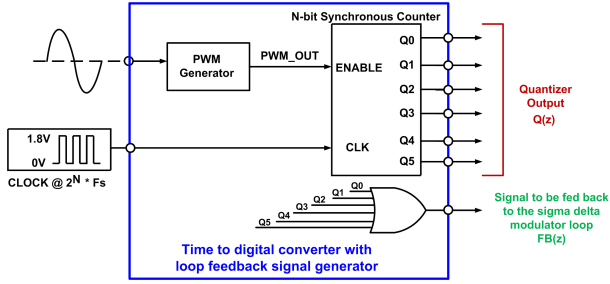 N-bit Synchronous Counter
PWM
Generator
PWM_OUT
ENABLE
CLK
Q0
Q1
Q2
Q3
Q4
Q5
Quantizer
Output
Q(z)
1.8V
0V
CLOCK @ 2^N * Fs
Q0
Q1
Q2
Q3
Q4
Q5
Signal to be fed back
to the sigma delta
modulator loop
FB(z)
Time to digital converter with
loop feedback signal generator